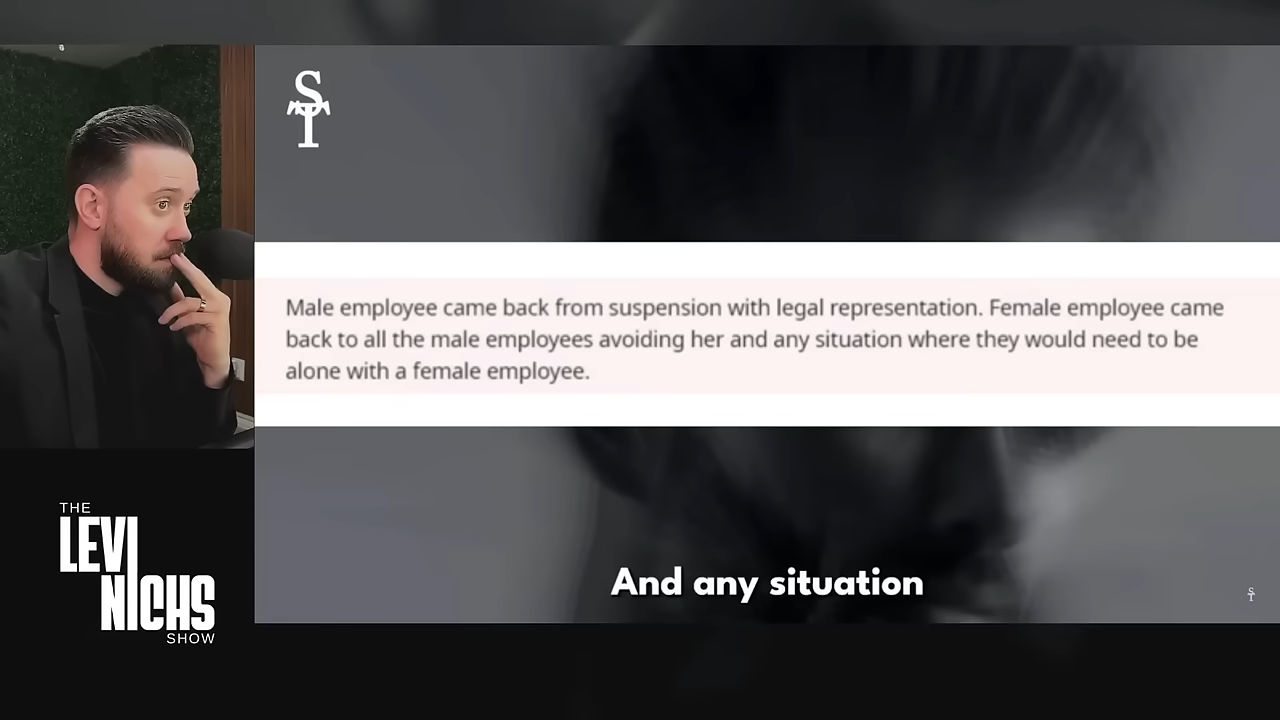 ST
Male employee came back from suspension with legal representation. Female employee came
back to all the male employees avoiding her and any situation where they would need to be
alone with a female employee.
And any situation
ST
THE
LEVI
NICHS
SHOW